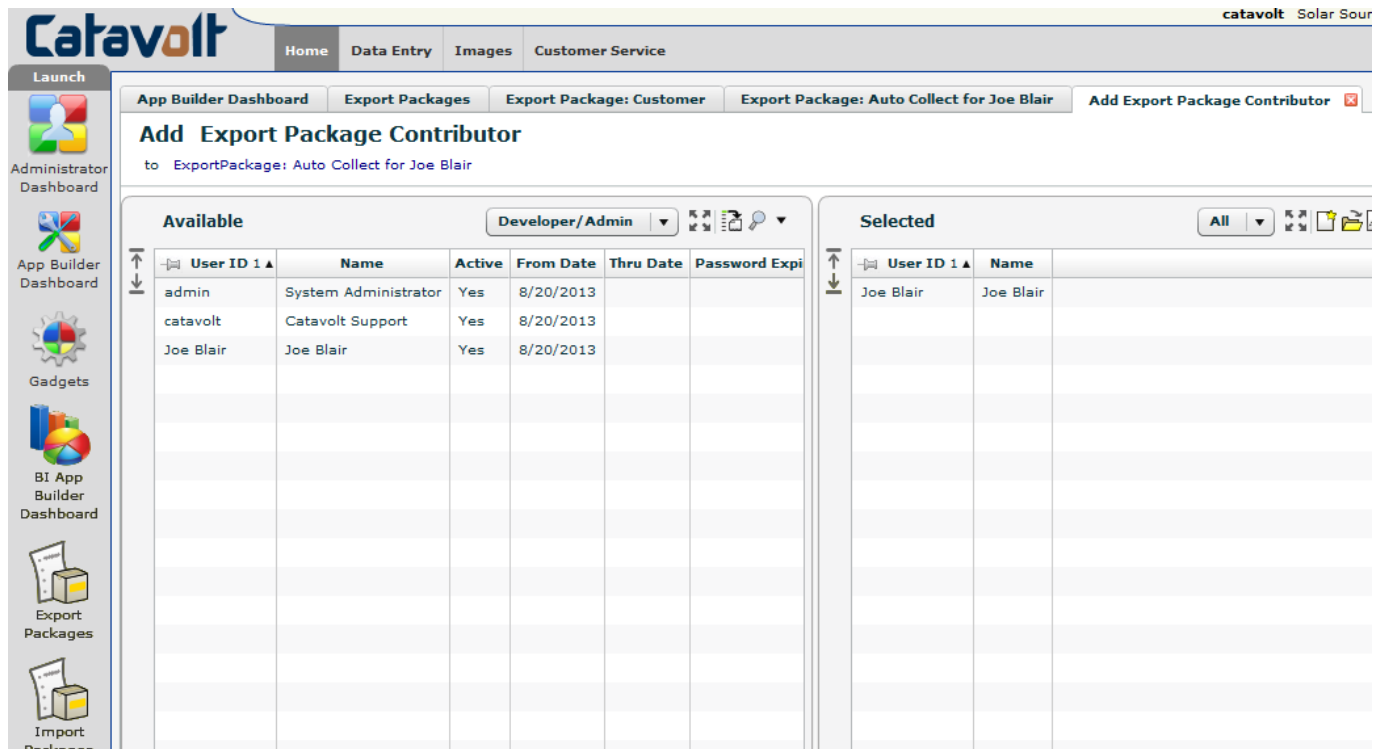 catavolt Solar Sour
Catavolt
Home Data Entry Images Customer Service
Launch
App Builder Dashboard Export Packages Export Package: Customer Export Package: Auto Collect for Joe Blair Add Export Package Contributor
Add Export Package Contributor
to ExportPackage: Auto Collect for Joe Blair
Administrator
Dashboard
App Builder
Dashboard
Gadgets
BI App
Builder
Dashboard
Export
Packages
Import
Available Developer/Admin
User ID 1 Name Active From Date Thru Date Password Expi
admin System Administrator Yes 8/20/2013
catavolt Catavolt Support Yes 8/20/2013
Joe Blair Joe Blair Yes 8/20/2013
Selected All
User ID 1 Name
Joe Blair Joe Blair